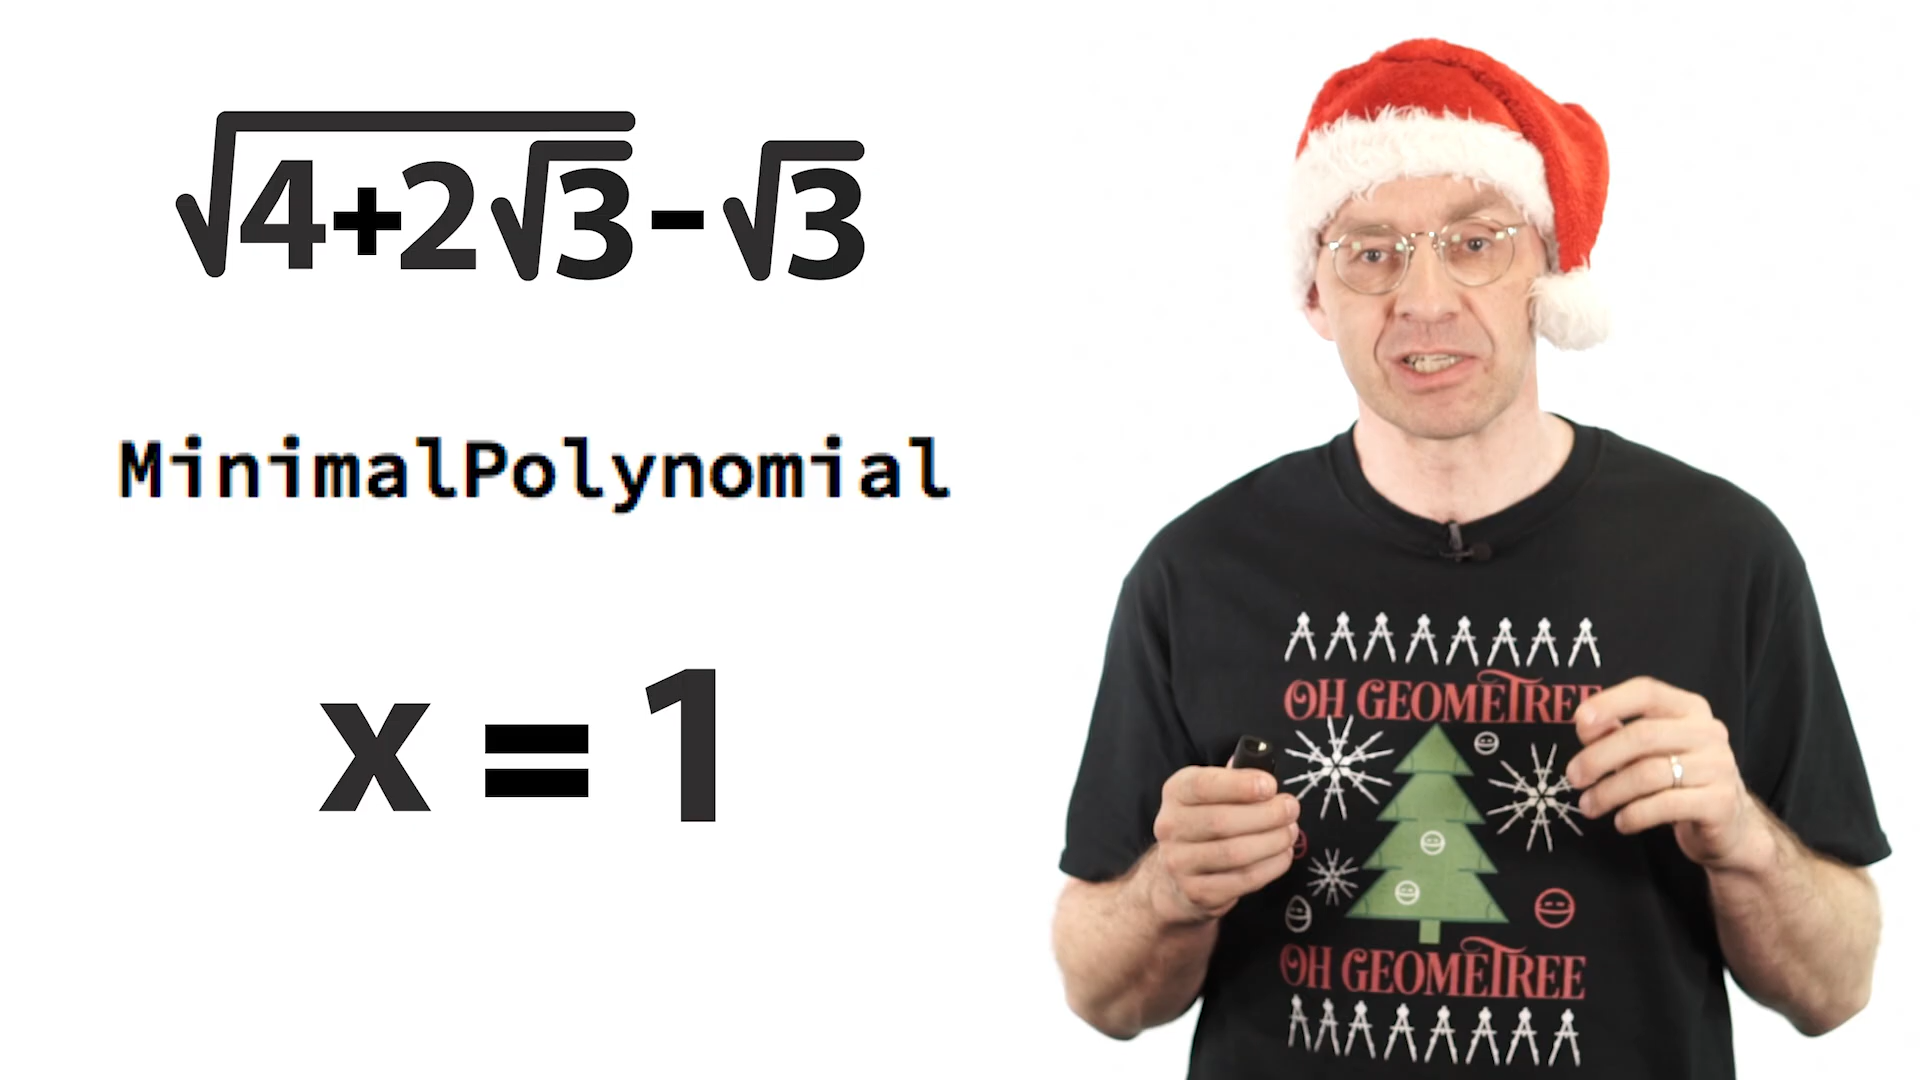 √4+2√3-√3
MinimalPolynomial
x = 1
OH GEOMETREE
OH GEOMETREE